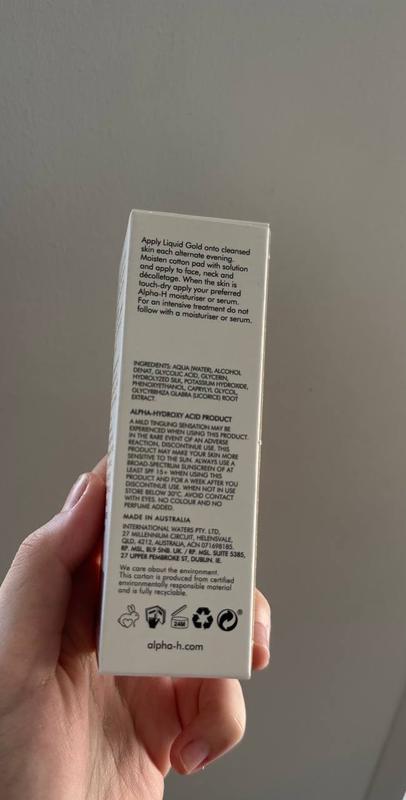 Apply Liquid Gold onto cleansed
skin each alternate evening.
Moisten cotton pad with solution
and apply to face, neck and
décolletage. When the skin is
touch-dry apply your preferred
Alpha-H moisturiser or serum.
For an intensive treatment do not
follow with a moisturiser or serum.
INGREDIENTS: AQUA (WATER), ALCOHOL
DENAT, GLYCOLIC ACID, GLYCERIN,
HYDROLYZED SILK, POTASSIUM HYDROXIDE,
PHENOXYETHANOL, CAPRYLYL GLYCOL,
GLYCYRRHIZA GLABRA (LICORICE) ROOT
EXTRACT.
ALPHA-HYDROXY ACID PRODUCT
A MILD TINGLING SENSATION MAY BE
EXPERIENCED WHEN USING THIS PRODUCT.
IN THE RARE EVENT OF AN ADVERSE
REACTION, DISCONTINUE USE. THIS
PRODUCT MAY MAKE YOUR SKIN MORE
SENSITIVE TO THE SUN. ALWAYS USE A
BROAD-SPECTRUM SUNSCREEN OF AT
LEAST SPF 15+ WHEN USING THIS
PRODUCT AND FOR A WEEK AFTER YOU
DISCONTINUE USE. WHEN NOT IN USE
STORE BELOW 30°C. AVOID CONTACT
WITH EYES. NO COLOUR AND NO
PERFUME ADDED.
MADE IN AUSTRALIA
INTERNATIONAL WATERS PTY. LTD,
27 MILLENNIUM CIRCUIT, HELENSVALE,
QLD, 4212, AUSTRALIA, ACN 071698185.
RP. MSL, BL9 5NB. UK. / RP. MSL. SUITE 5385,
27 UPPER PEMBROKE ST, DUBLIN. IE.
We care about the environment.
This carton is produced from certified
environmentally responsible material
and is fully recyclable.
24M
®
alpha-h.com